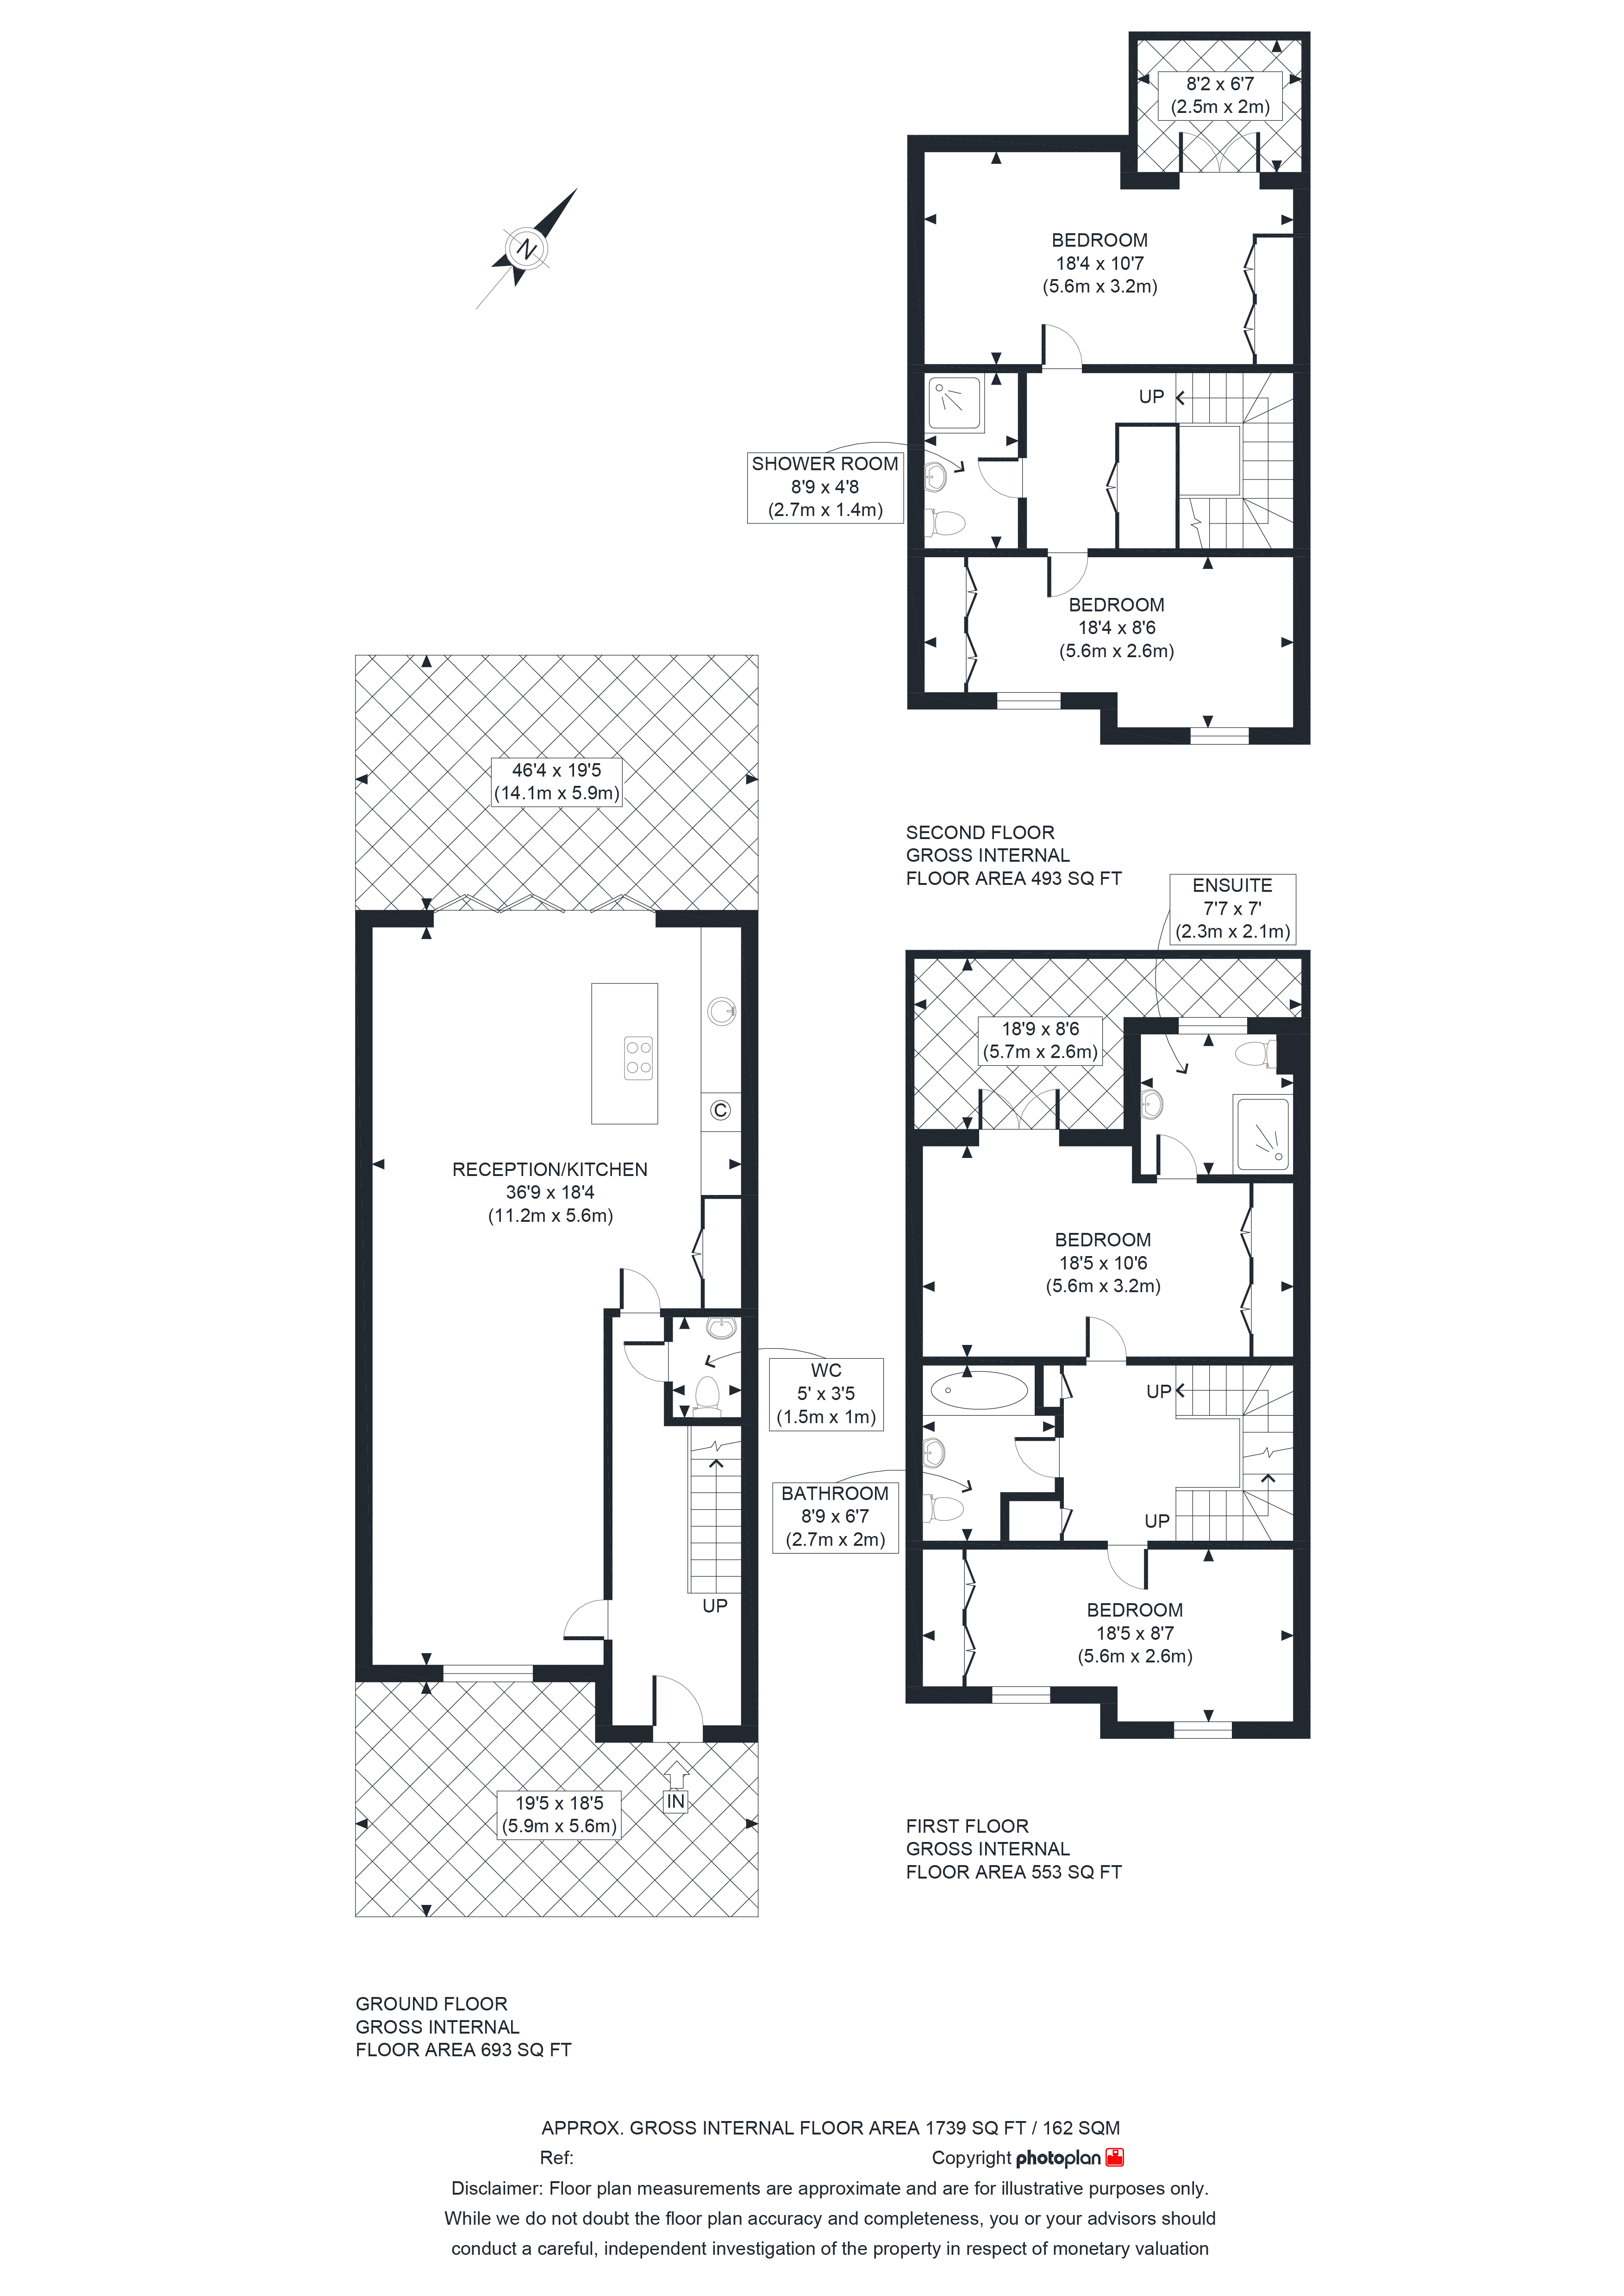 46'4 x 19'5
(14.1m x 5.9m)
RECEPTION/KITCHEN
36'9 x 18'4
(11.2m x 5.6m)
C
UP
IN
19'5 x 18'5
(5.9m x 5.6m)
WC
5' x 3'5
(1.5m x 1m)
GROUND FLOOR
GROSS INTERNAL
FLOOR AREA 693 SQ FT
N
8'2 x 6'7
(2.5m x 2m)
BEDROOM
18'4 x 10'7
(5.6m x 3.2m)
SHOWER ROOM
8'9 x 4'8
(2.7m x 1.4m)
UP
BEDROOM
18'4 x 8'6
(5.6m x 2.6m)
SECOND FLOOR
GROSS INTERNAL
FLOOR AREA 493 SQ FT
ENSUITE
7'7 x 7'
(2.3m x 2.1m)
18'9 x 8'6
(5.7m x 2.6m)
BEDROOM
18'5 x 10'6
(5.6m x 3.2m)
UP
UP
BATHROOM
8'9 x 6'7
(2.7m x 2m)
BEDROOM
18'5 x 8'7
(5.6m x 2.6m)
FIRST FLOOR
GROSS INTERNAL
FLOOR AREA 553 SQ FT
APPROX. GROSS INTERNAL FLOOR AREA 1739 SQ FT / 162 SQM
Ref: Copyright photoplan
Disclaimer: Floor plan measurements are approximate and are for illustrative purposes only.
While we do not doubt the floor plan accuracy and completeness, you or your advisors should
conduct a careful, independent investigation of the property in respect of monetary valuation